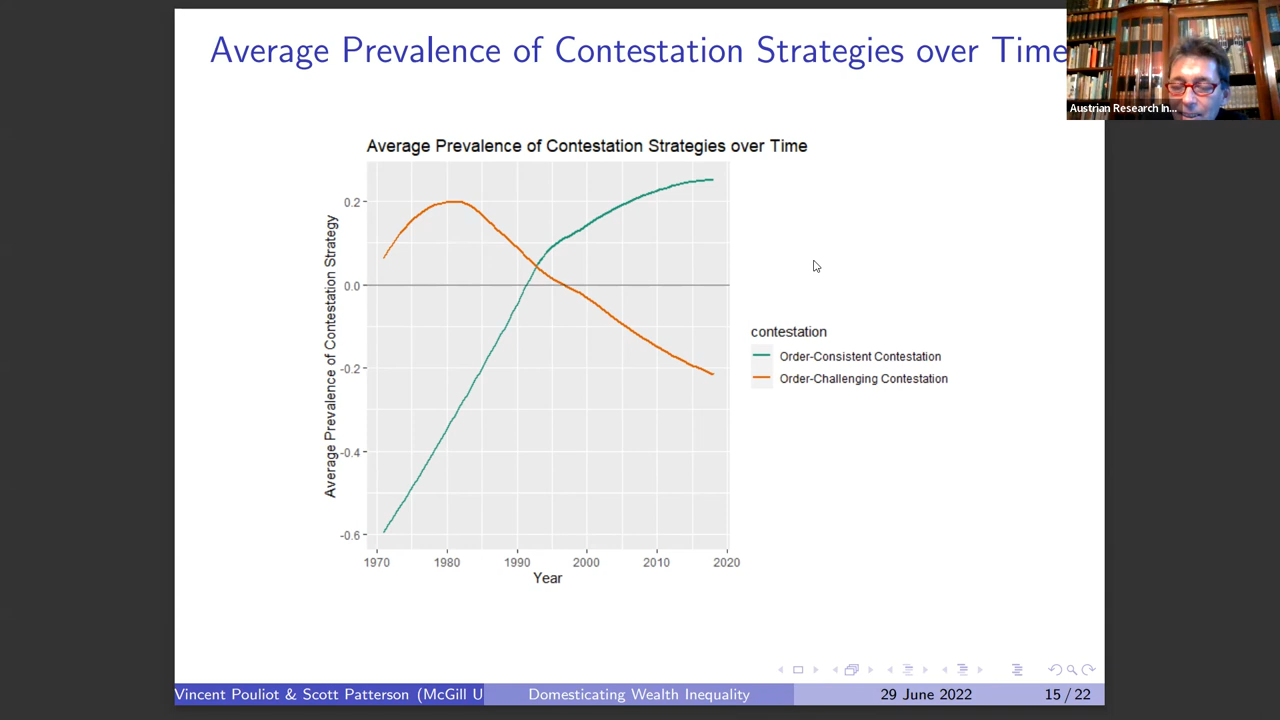 Average Prevalence of Contestation Strategies over Time
Austrian Research In...
Average Prevalence of Contestation Strategies over Time
Average Prevalence of Contestation Strategy
0.2
0.0
-0.2
-0.4
-0.6
1970 1980 1990 2000 2010 2020
Year
contestation
Order-Consistent Contestation
Order-Challenging Contestation
Vincent Pouliot & Scott Patterson (McGill U Domesticating Wealth Inequality 29 June 2022 15 / 22